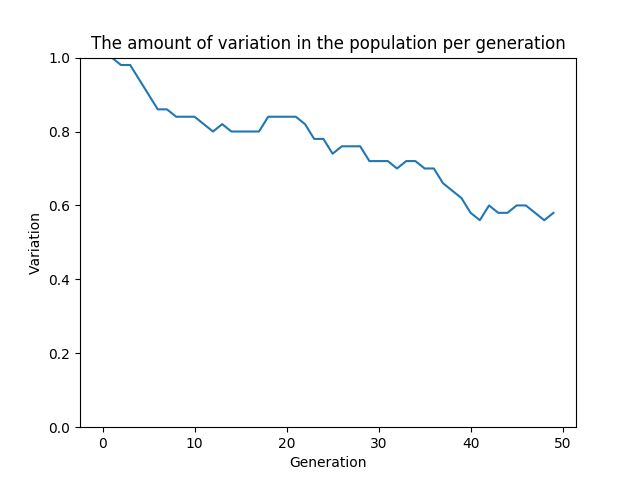 The amount of variation in the population per generation
1.0
0.8
0.6
0.4
0.2
0.0
Variation
0 10 20 30 40 50
Generation